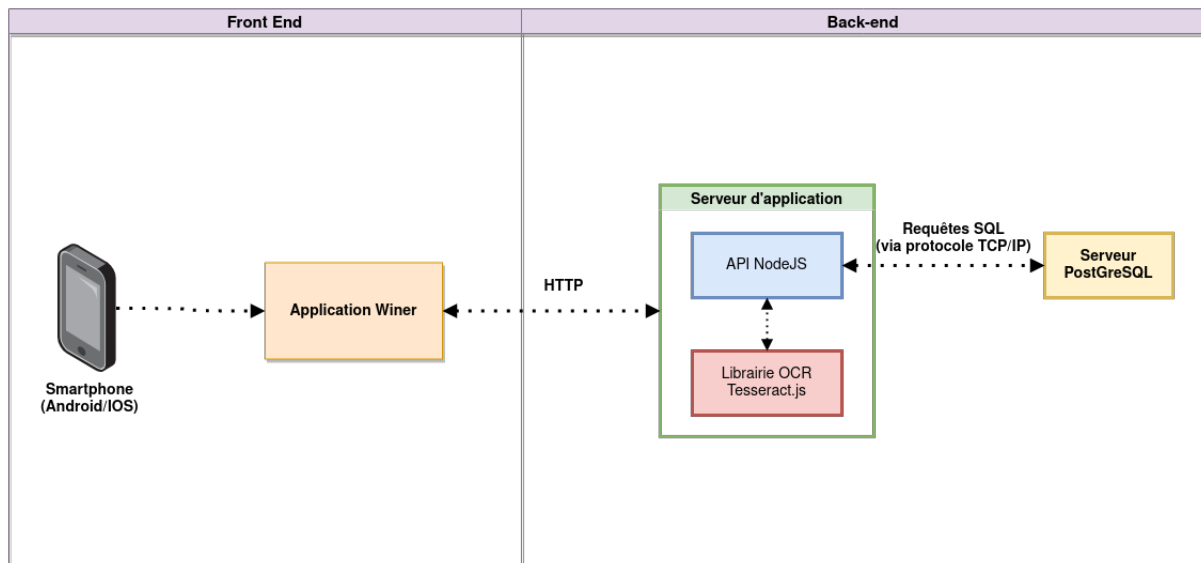 Front End
Back-end
Serveur d'application
Requêtes SQL
(via protocole TCP/IP)
API NodeJS
Serveur
PostGreSQL
HTTP
Application Winer
Librairie OCR
Tesseract.js
Smartphone
(Android/IOS)